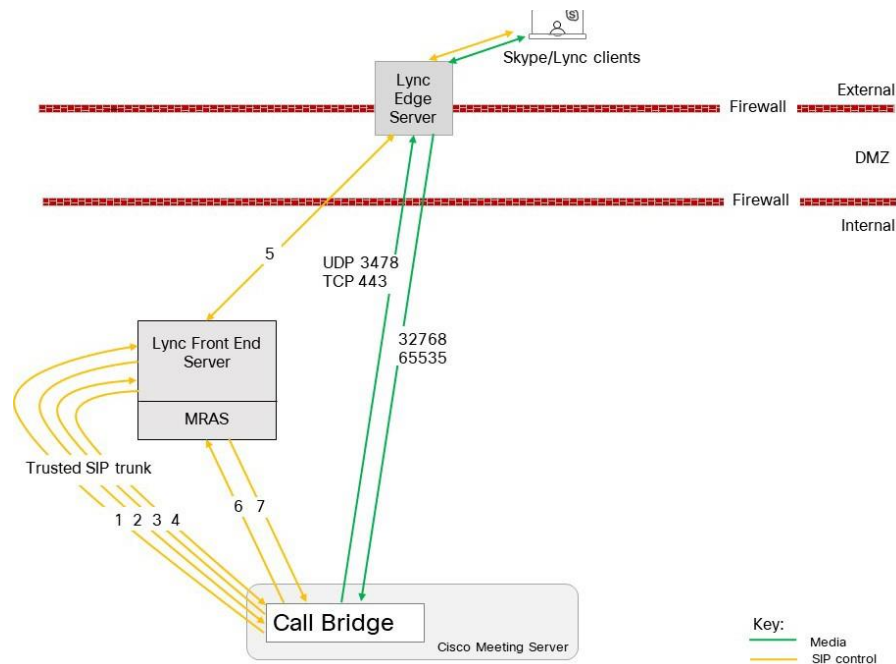 S
Skype/Lync clients
Lync
Edge
Server
External
Firewall
DMZ
Firewall
Internal
5
UDP 3478
TCP 443
32768
65535
Lync Front End
Server
MRAS
Trusted SIP trunk
6 7
1 2 3 4
Call Bridge
Cisco Meeting Server
Key:
Media
SIP control